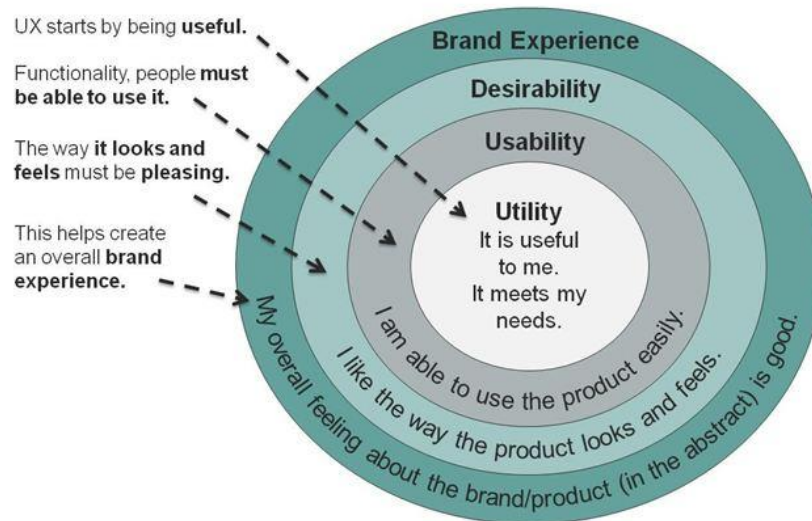 UX starts by being useful.
Functionality, people must
be able to use it.
The way it looks and
feels must be pleasing.
This helps create
an overall brand
experience.
Brand Experience
Desirability
Usability
Utility
It is useful
to me.
It meets my
needs.
I am able to use the product easily.
I like the way the product looks and feels.
My overall feeling about the brand/product (in the abstract) is good.